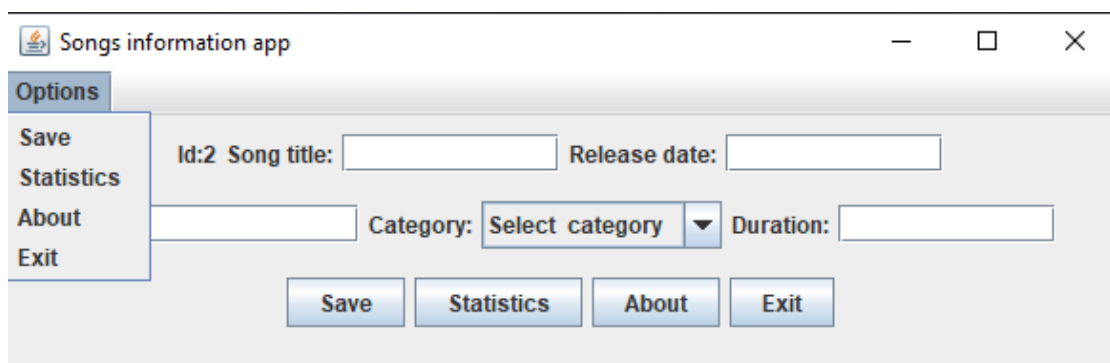 Songs information app
Options
Save
Statistics
About
Exit
Id:2 Song title: Release date:
Category: Select category Duration:
Save Statistics About Exit